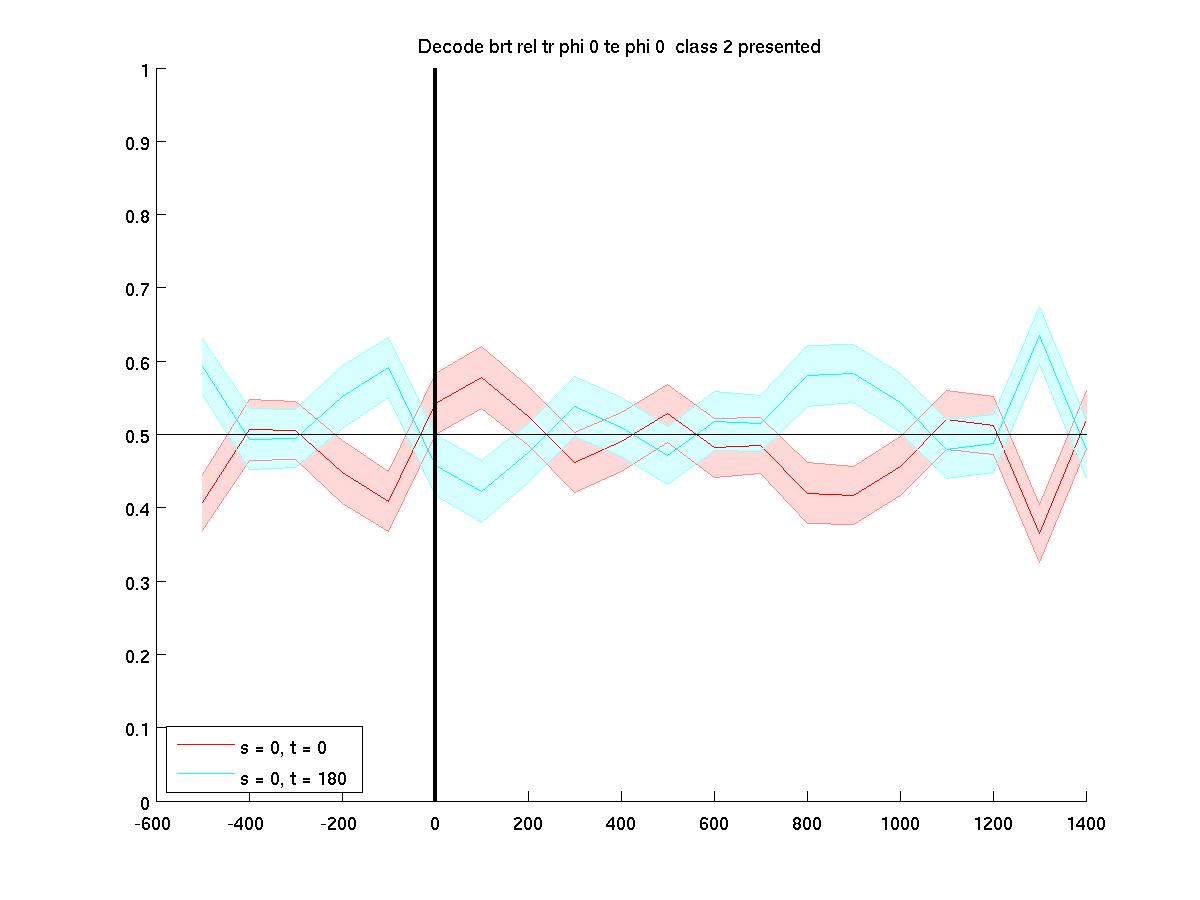 Decode brt rel tr phi 0 te phi 0  class 2 presented
1
0.9
0.8
0.7
0.6
0.5
0.4
0.3
0.2
0.1
0
s = 0, t = 0
s = 0, t = 180
-600 -400 -200 0 200 400 600 800 1000 1200 1400